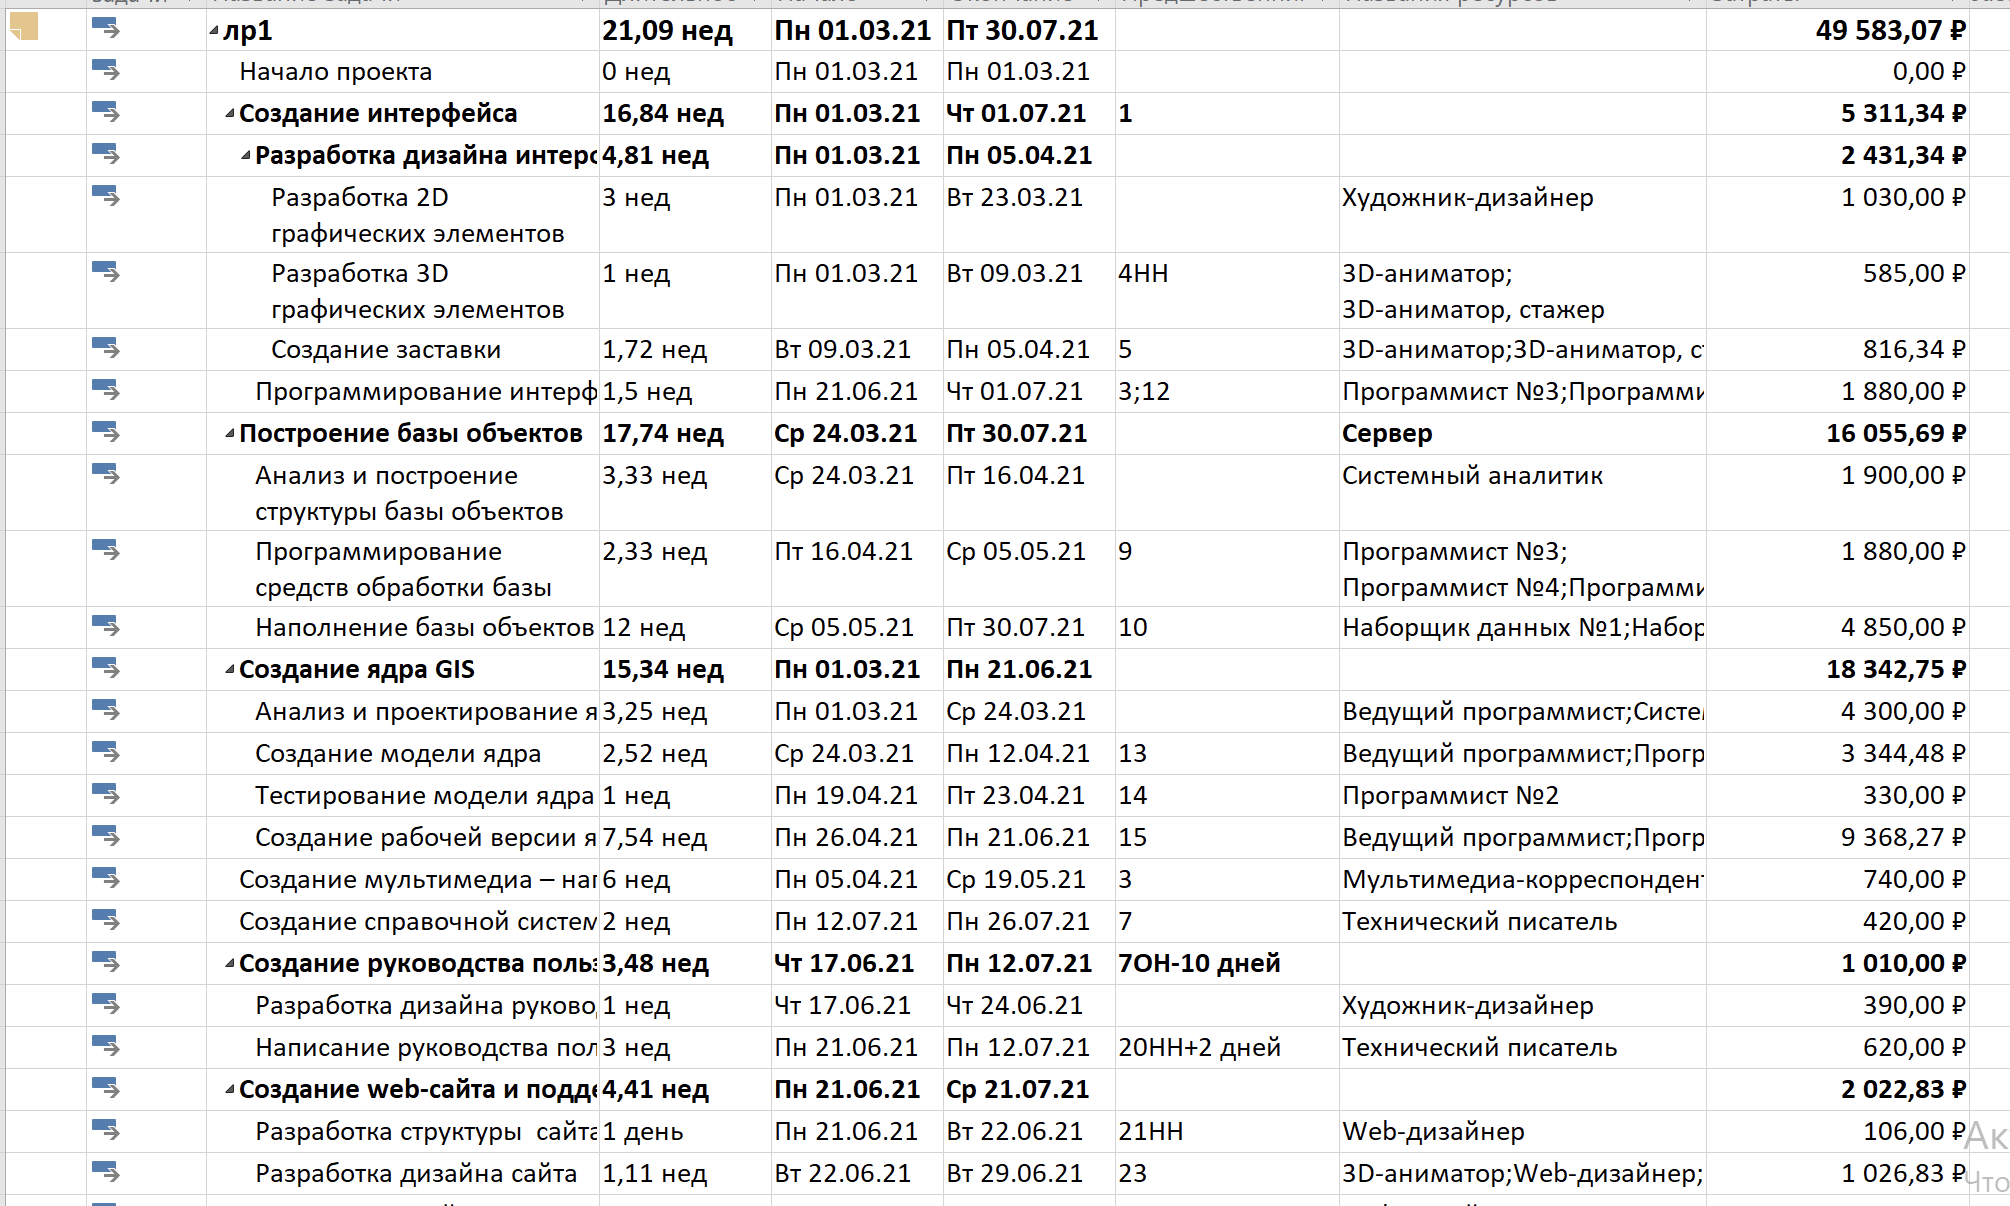 лр1 21,09 нед Пн 01.03.21 Пт 30.07.21 49 583,07 ₽
Начало проекта 0 нед Пн 01.03.21 Пн 01.03.21 0,00 ₽
Создание интерфейса 16,84 нед Пн 01.03.21 Чт 01.07.21 1 5 311,34 ₽
Разработка дизайна интерф 4,81 нед Пн 01.03.21 Пн 05.04.21 2 431,34 ₽
Разработка 2D 3 нед Пн 01.03.21 Вт 23.03.21 Художник-дизайнер 1 030,00 ₽
графических элементов
Разработка 3D 1 нед Пн 01.03.21 Вт 09.03.21 4НН 3D-аниматор; 585,00 ₽
графических элементов 3D-аниматор, стажер
Создание заставки 1,72 нед Вт 09.03.21 Пн 05.04.21 5 3D-аниматор;3D-аниматор, ст 816,34 ₽
Программирование интерф 1,5 нед Пн 21.06.21 Чт 01.07.21 3;12 Программист №3;Программи 1 880,00 ₽
Построение базы объектов 17,74 нед Ср 24.03.21 Пт 30.07.21 Сервер 16 055,69 ₽
Анализ и построение 3,33 нед Ср 24.03.21 Пт 16.04.21 Системный аналитик 1 900,00 ₽
структуры базы объектов
Программирование 2,33 нед Пт 16.04.21 Ср 05.05.21 9 Программист №3; 1 880,00 ₽
средств обработки базы Программист №4;Программи
Наполнение базы объектов 12 нед Ср 05.05.21 Пт 30.07.21 10 Наборщик данных №1;Набор 4 850,00 ₽
Создание ядра GIS 15,34 нед Пн 01.03.21 Пн 21.06.21 18 342,75 ₽
Анализ и проектирование я 3,25 нед Пн 01.03.21 Ср 24.03.21 Ведущий программист;Систем 4 300,00 ₽
Создание модели ядра 2,52 нед Ср 24.03.21 Пн 12.04.21 13 Ведущий программист;Прогр 3 344,48 ₽
Тестирование модели ядра 1 нед Пн 19.04.21 Пт 23.04.21 14 Программист №2 330,00 ₽
Создание рабочей версии я 7,54 нед Пн 26.04.21 Пн 21.06.21 15 Ведущий программист;Прогр 9 368,27 ₽
Создание мультимедиа – нап 6 нед Пн 05.04.21 Ср 19.05.21 3 Мультимедиа-корреспондент 740,00 ₽
Создание справочной систем 2 нед Пн 12.07.21 Пн 26.07.21 7 Технический писатель 420,00 ₽
Создание руководства польз 3,48 нед Чт 17.06.21 Пн 12.07.21 7ОН-10 дней 1 010,00 ₽
Разработка дизайна руково 1 нед Чт 17.06.21 Чт 24.06.21 Художник-дизайнер 390,00 ₽
Написание руководства пол 3 нед Пн 21.06.21 Пн 12.07.21 20НН+2 дней Технический писатель 620,00 ₽
Создание web-сайта и подде 4,41 нед Пн 21.06.21 Ср 21.07.21 2 022,83 ₽
Разработка структуры сайта 1 день Пн 21.06.21 Вт 22.06.21 21НН Web-дизайнер 106,00 ₽ Ак
Разработка дизайна сайта 1,11 нед Вт 22.06.21 Вт 29.06.21 23 3D-аниматор;Web-дизайнер; 1 026,83 ₽ Что